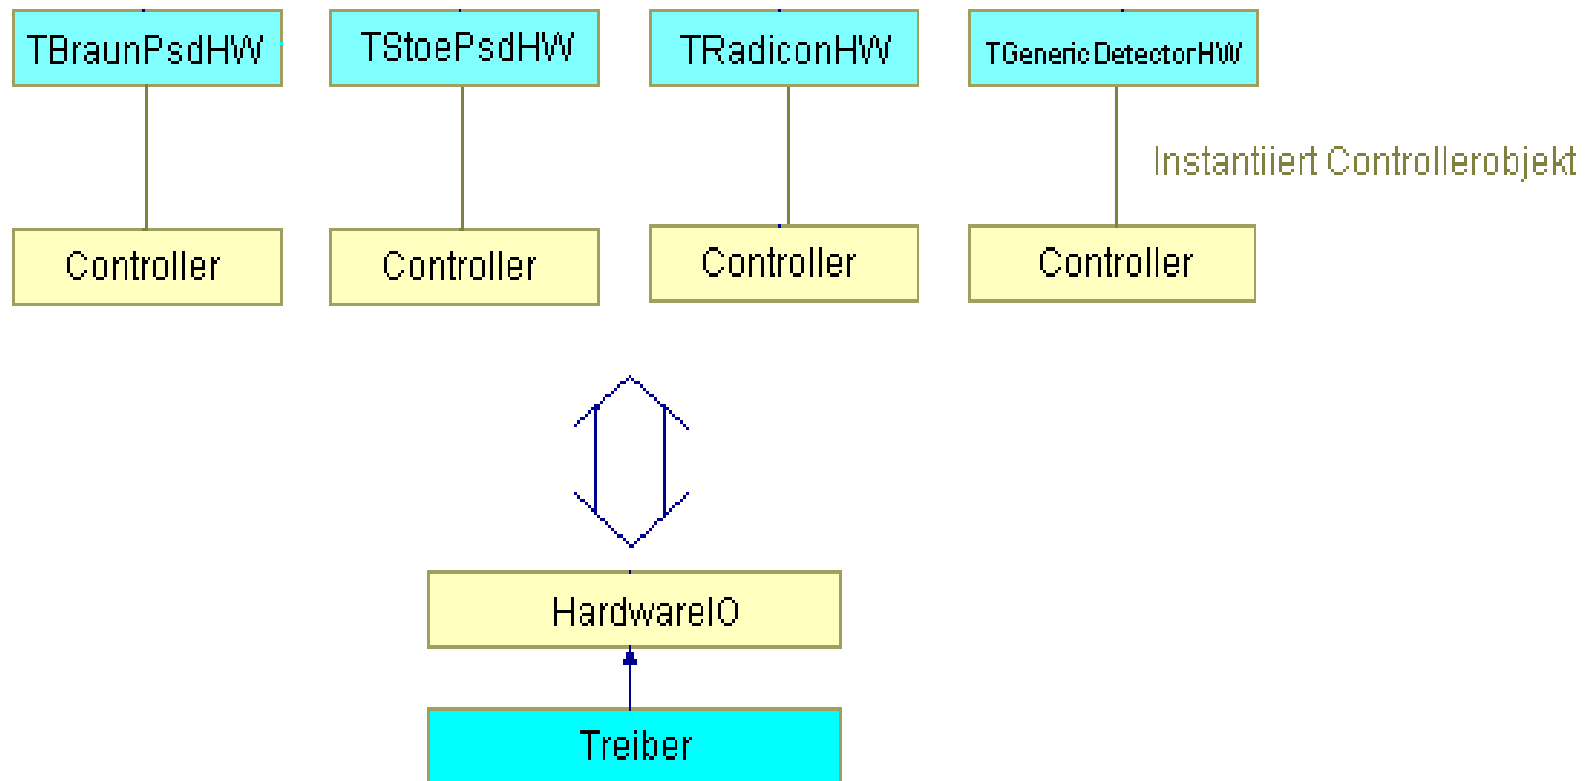 TBraunPsdHW
TStoePsdHW
TRadiconHW
TGenericDetectorHW
Instantiiert Controllerobjekt
Controller
Controller
Controller
Controller
HardwareIO
Treiber